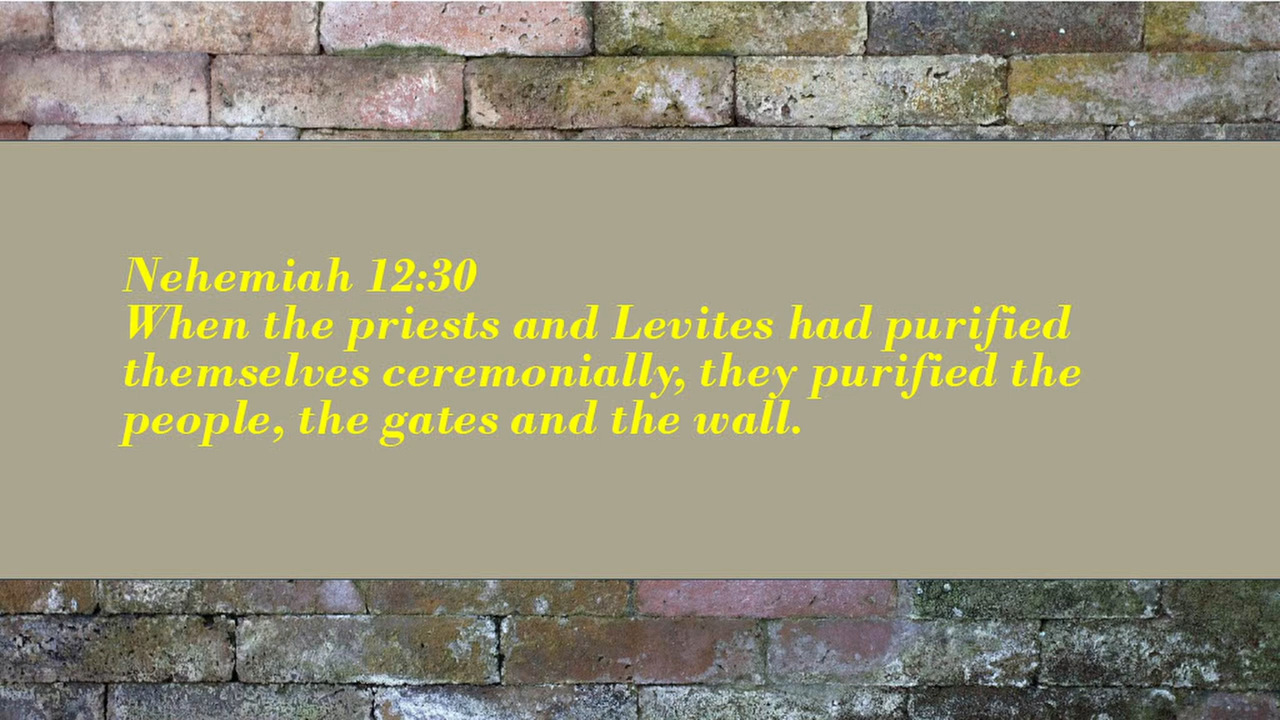 Nehemiah 12:30
When the priests and Levites had purified
themselves ceremonially, they purified the
people, the gates and the wall.